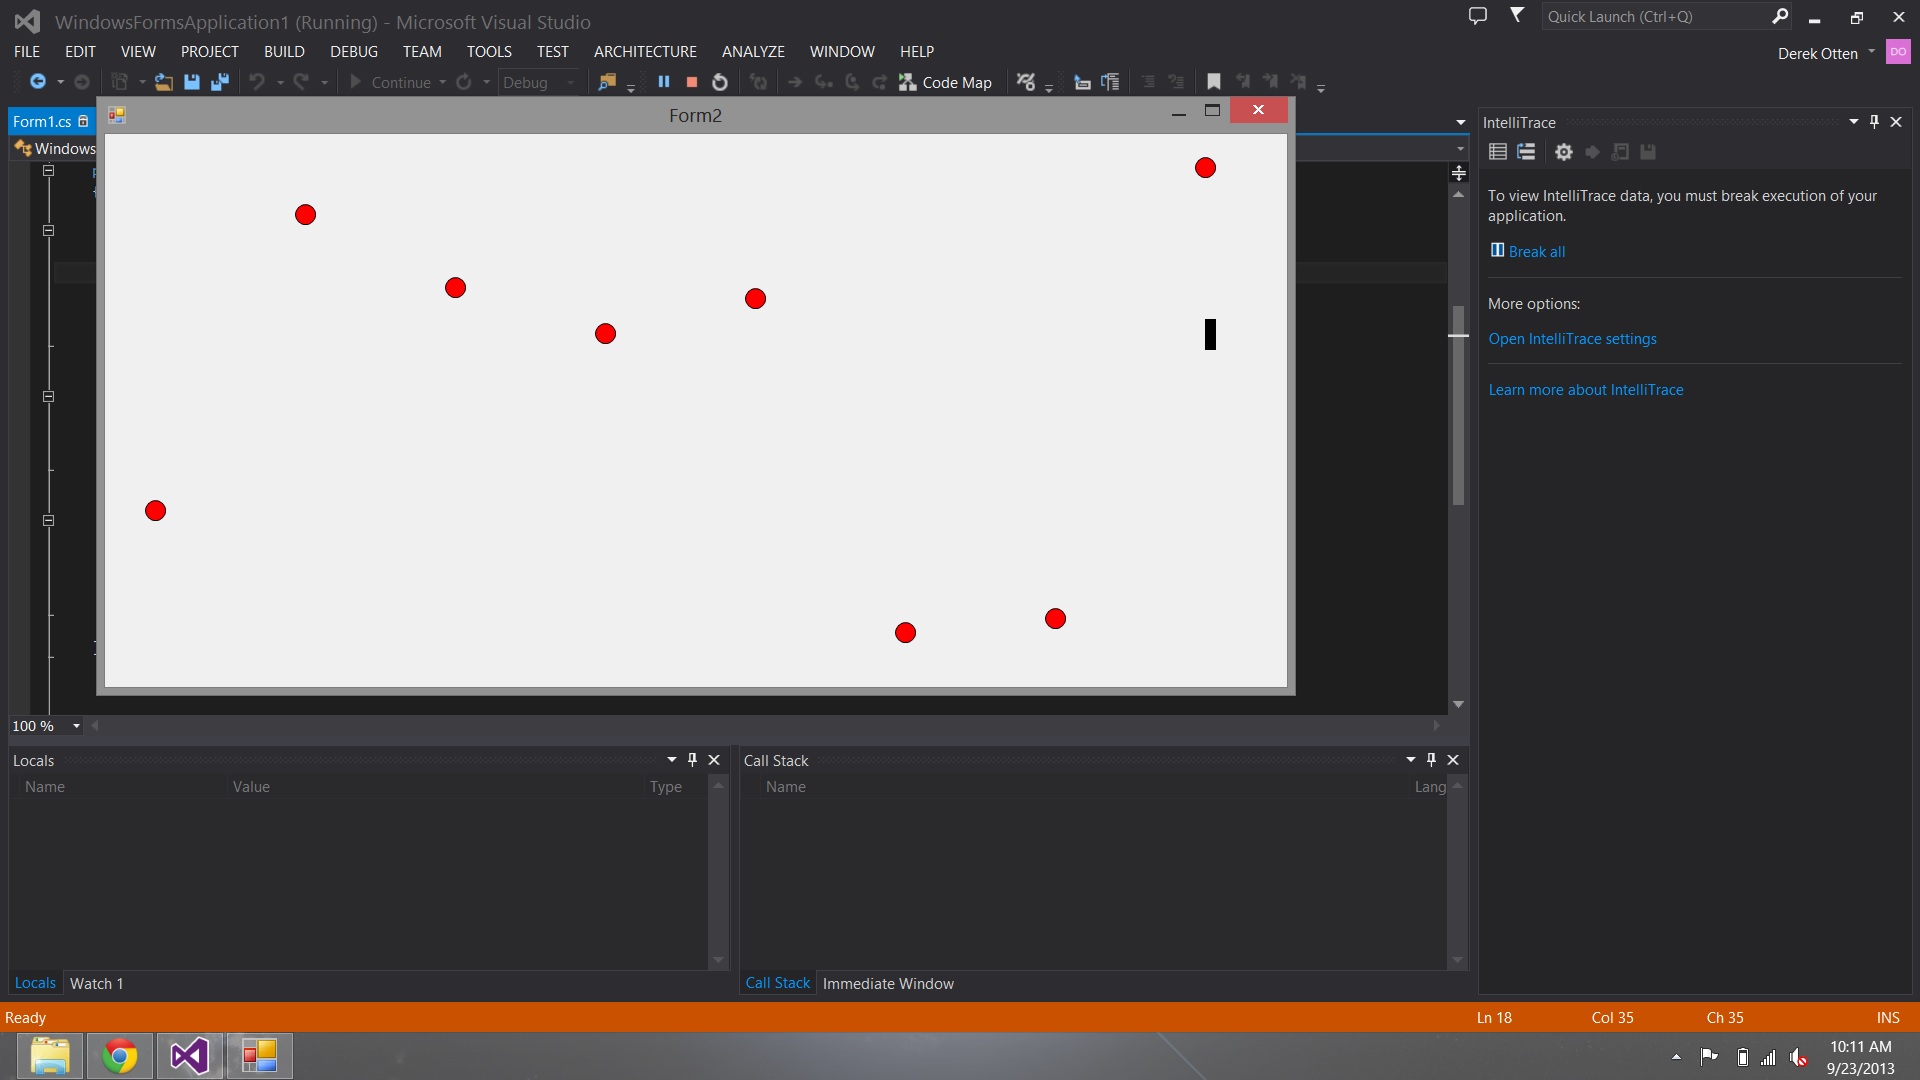 WindowsFormsApplication1 (Running) - Microsoft Visual Studio
Quick Launch (Ctrl+Q)
FILE EDIT VIEW PROJECT BUILD DEBUG TEAM TOOLS TEST ARCHITECTURE ANALYZE WINDOW HELP
Derek Otten DO
Continue Debug Code Map
Form1.cs
Form2
IntelliTrace
Windows
To view IntelliTrace data, you must break execution of your
application.
Break all
More options:
Open IntelliTrace settings
Learn more about IntelliTrace
100 %
Locals
Name Value Type
Call Stack
Name Lang
Locals Watch 1
Call Stack Immediate Window
Ready Ln 18 Col 35 Ch 35 INS
10:11 AM
9/23/2013